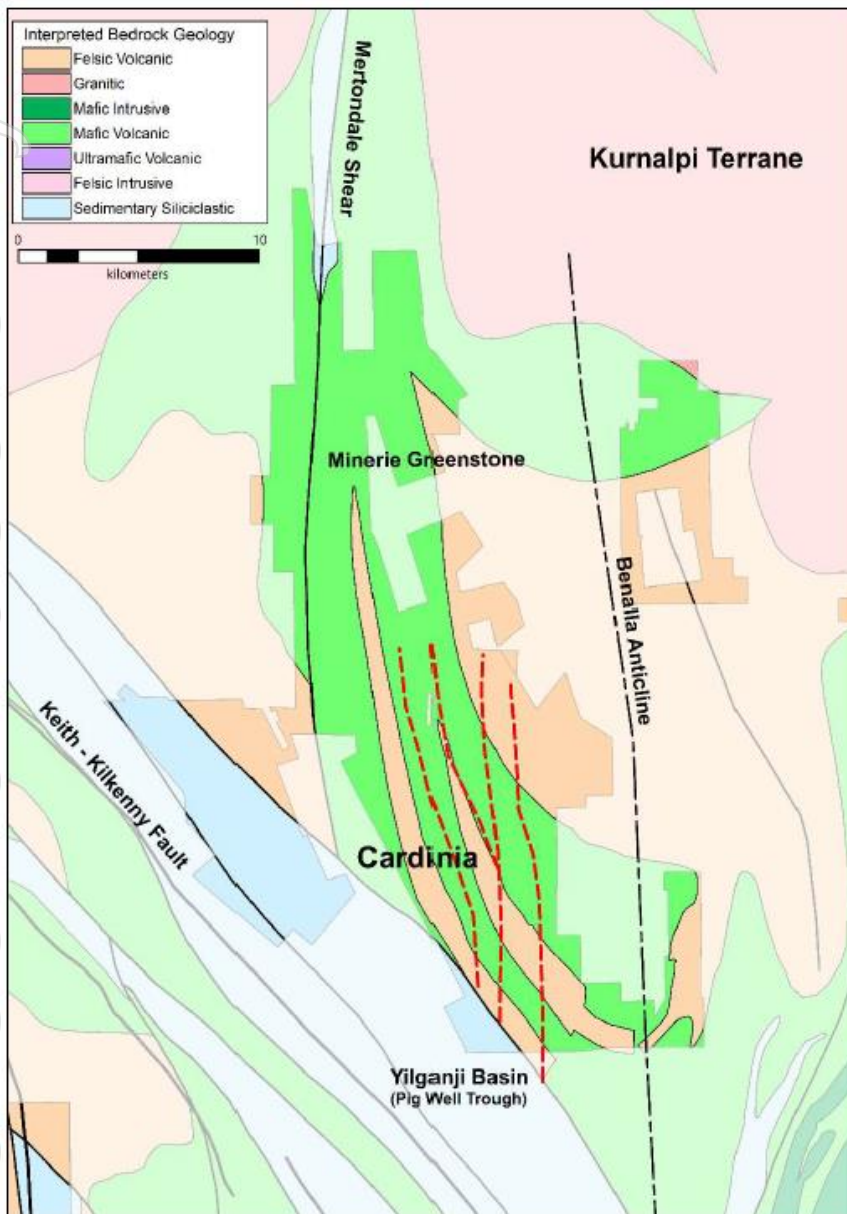 Interpreted Bedrock Geology
Felsic Volcanic
Granitic
Mafic Intrusive
Mafic Volcanic
Ultramafic Volcanic
Felsic Intrusive
Sedimentary Siliciclastic
0 10
kilometers
Mertondale Shear
Kurnalpi Terrane
Minerie Greenstone
Benalla Anticline
Keith - Kilkenny Fault
Cardinia
Yilganji Basin
(Pig Well Trough)